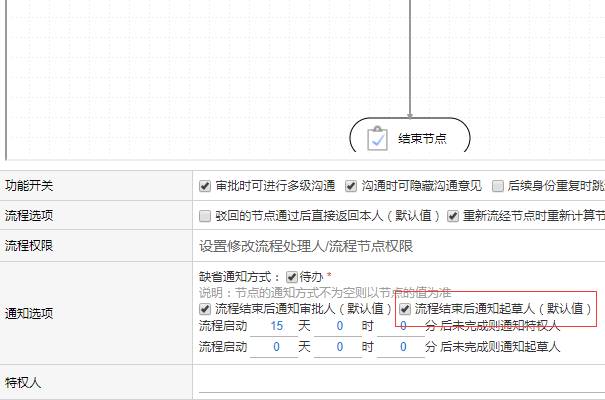 结束节点
功能开关 审批时可进行多级沟通 沟通时可隐藏沟通意见 后续身份重复时跳
流程选项 驳回的节点通过后直接返回本人（默认值） 重新流经节点时重新计算节
流程权限 设置修改流程处理人/流程节点权限
缺省通知方式： 待办 *
说明：节点的通知方式不为空则以节点的值为准
通知选项 流程结束后通知审批人（默认值） 流程结束后通知起草人（默认值）
流程启动 15 天 0 时 0 分 后未完成则通知特权人
流程启动 0 天 0 时 0 分 后未完成则通知起草人
特权人